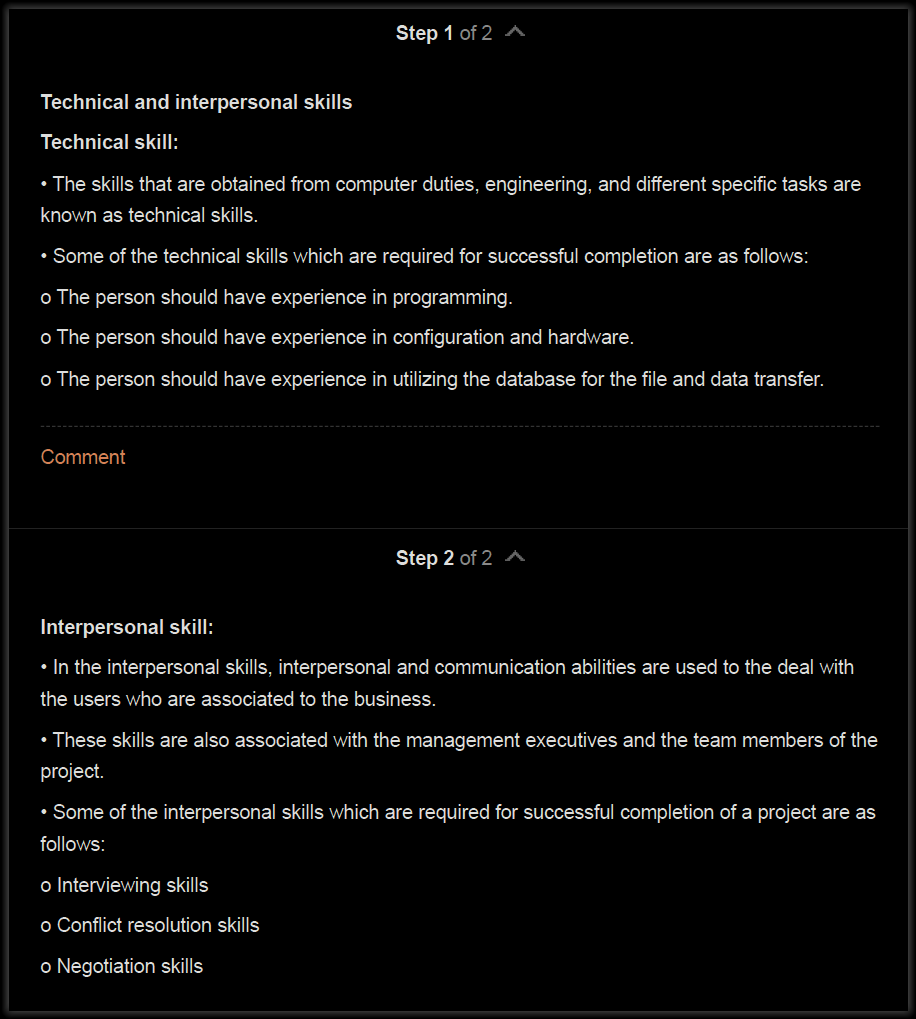 Step 1 of 2
Technical and interpersonal skills
Technical skill:
• The skills that are obtained from computer duties, engineering, and different specific tasks are
known as technical skills.
• Some of the technical skills which are required for successful completion are as follows:
o The person should have experience in programming.
o The person should have experience in configuration and hardware.
o The person should have experience in utilizing the database for the file and data transfer.
Comment
Step 2 of 2
Interpersonal skill:
• In the interpersonal skills, interpersonal and communication abilities are used to the deal with
the users who are associated to the business.
• These skills are also associated with the management executives and the team members of the
project.
• Some of the interpersonal skills which are required for successful completion of a project are as
follows:
o Interviewing skills
o Conflict resolution skills
o Negotiation skills